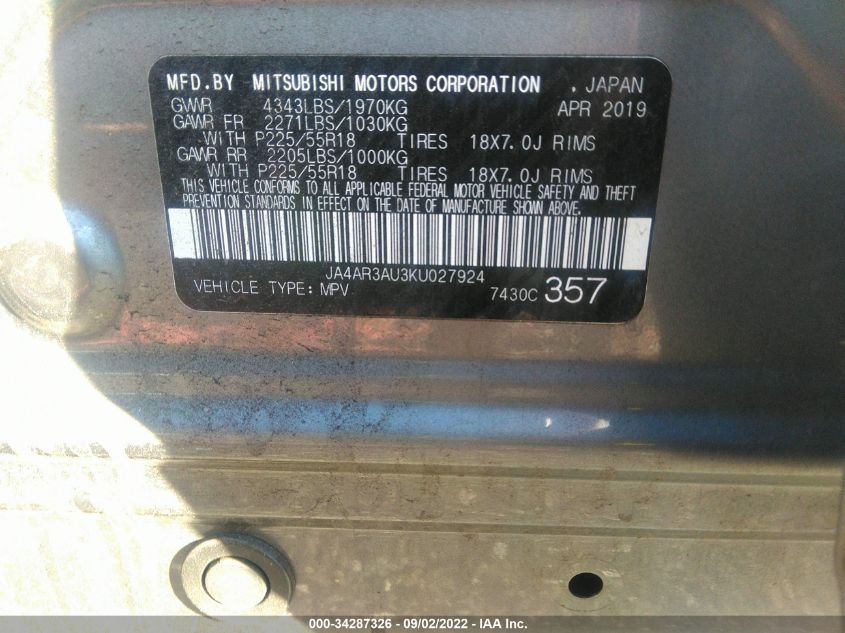 MFD.BY MITSUBISHI MOTORS CORPORATION . JAPAN
GVWR 4343LBS/1970KG APR 2019
GAWR FR 2271LBS/1030KG
WITH P225/55R18 TIRES 18X7.0J RIMS
GAWR RR 2205LBS/1000KG
WITH P225/55R18 TIRES 18X7.0J RIMS
THIS VEHICLE CONFORMS TO ALL APPLICABLE FEDERAL MOTOR VEHICLE SAFETY AND THEFT
PREVENTION STANDARDS IN EFFECT ON THE DATE OF MANUFACTURE SHOWN ABOVE.
JA4AR3AU3KU027924
VEHICLE TYPE: MPV 7430C 357
000-34287326 - 09/02/2022 - IAA Inc.